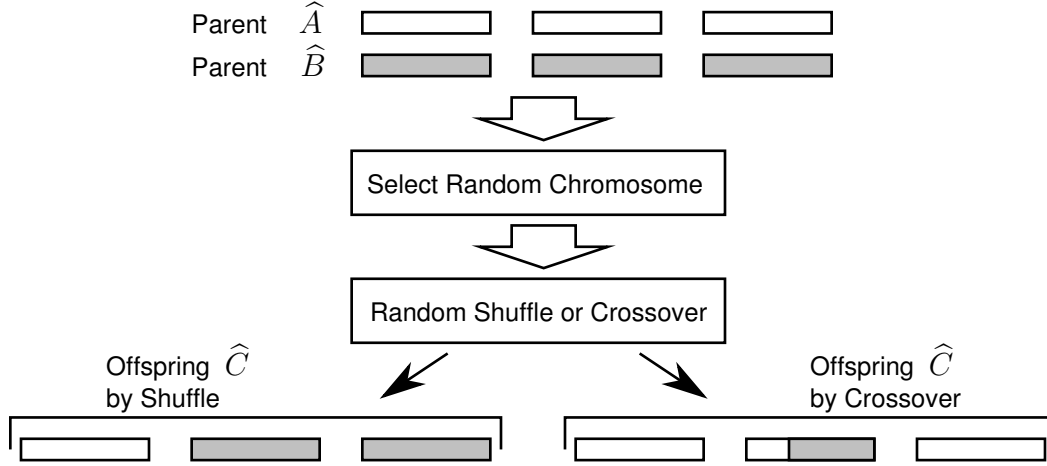 Parent Â
Parent B̂
Select Random Chromosome
Random Shuffle or Crossover
Offspring Ĉ
by Shuffle
Offspring Ĉ
by Crossover